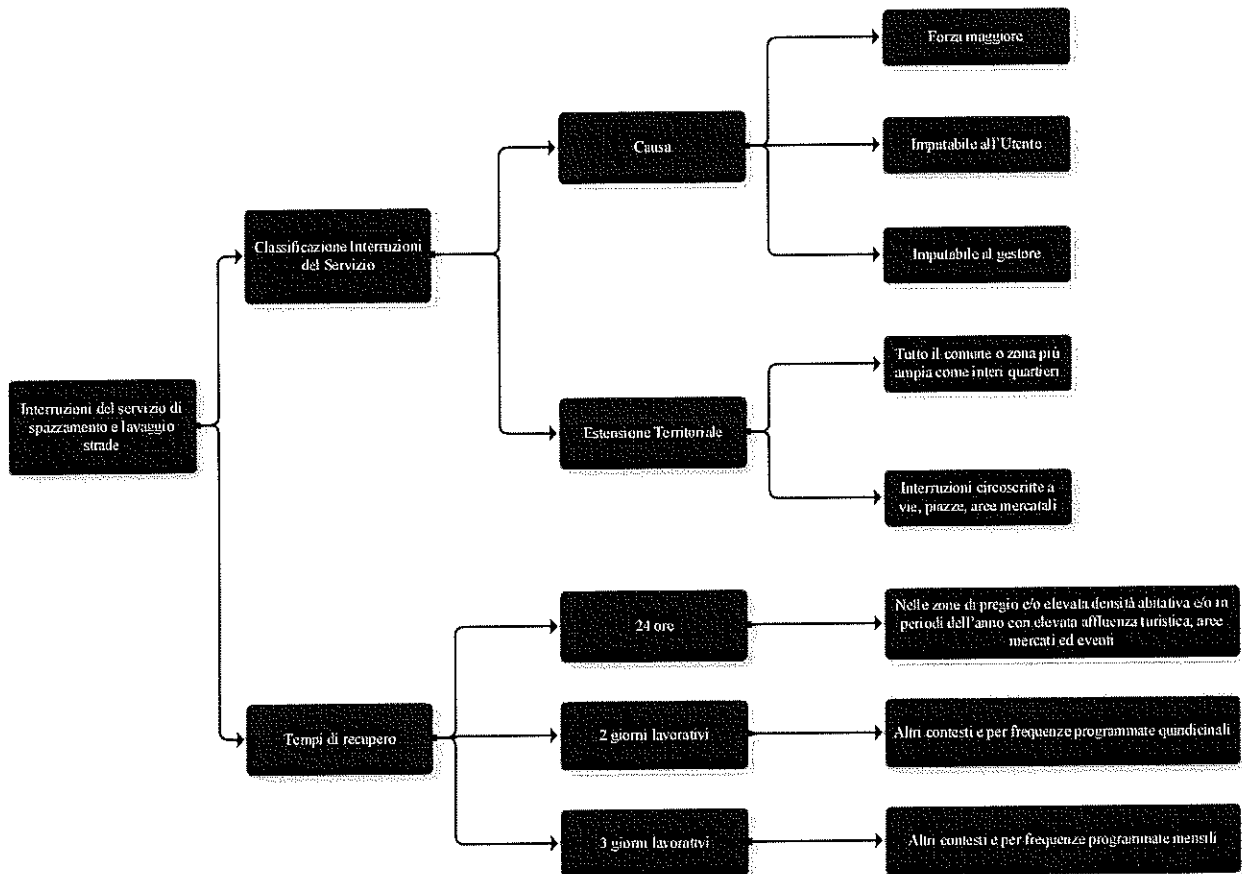 Forza maggiore
Causa
Imputabile all'Utente
Classificazione Interruzioni
del Servizio
Imputabile al gestore
Tutto il comune o zona più
ampia come interi quartieri
Interruzioni del servizio di
spazzamento e lavaggio
strade
Estensione Territoriale
Interruzioni circoscritte a
vie, piazze, aree mercatali
24 ore
Nelle zone di pregio e/o elevata densità abitativa e/o in
periodi dell'anno con elevata affluenza turistica, aree
mercati ed eventi
Tempi di recupero
2 giorni lavorativi
Altri contesti e per frequenze programmate quindicinali
3 giorni lavorativi
Altri contesti e per frequenze programmate mensili